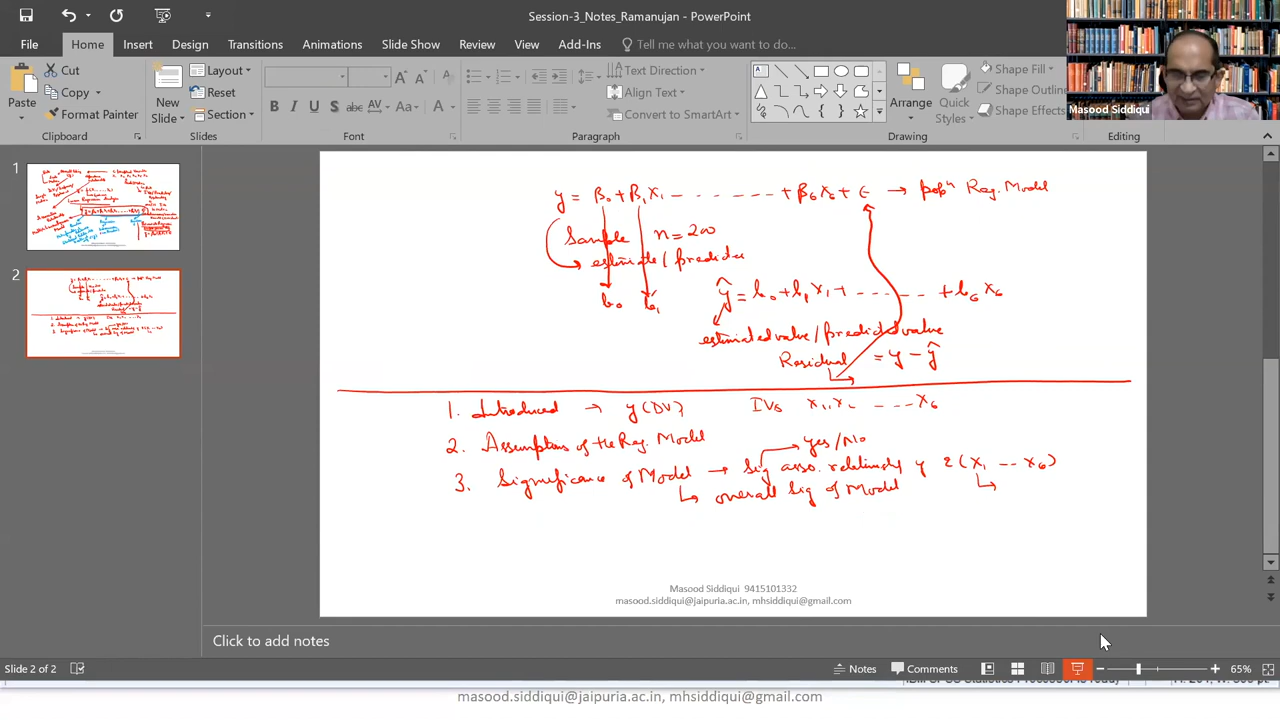 Session-3_Notes_Ramanujan - PowerPoint
File Home Insert Design Transitions Animations Slide Show Review View Add-Ins Tell me what you want to do...
Paste
Cut
Copy
Format Painter
Clipboard
New Slide
Layout
Reset
Section
Slides
B I U S abc AV Aa A
Font
Text Direction
Align Text
Convert to SmartArt
Paragraph
Arrange
Quick Styles
Shape Fill
Shape Outline
Shape Effects
Drawing
Editing
Masood Siddiqui
1
2
y = β₀ + β₁x₁ ........ + β₆x₆ + ϵ → popⁿ Reg. Model
Sample n = 200
estimate / predict
b₀ b₁
ŷ = b₀ + b₁x₁ + ...... + b₆x₆
estimated value / predicted value
Residual = y - ŷ
1. Introduced → y (DV) IVs x₁, x₂ ---- x₆
2. Assumptions of the Reg. Model
yes/No
3. Significance of Model → Sig asso. relationship y & (x₁ --- x₆)
overall Sig of Model
Masood Siddiqui 9415101332
masood.siddiqui@jaipuria.ac.in, mhsiddiqui@gmail.com
Click to add notes
Slide 2 of 2 Notes Comments 65%
masood.siddiqui@jaipuria.ac.in, mhsiddiqui@gmail.com